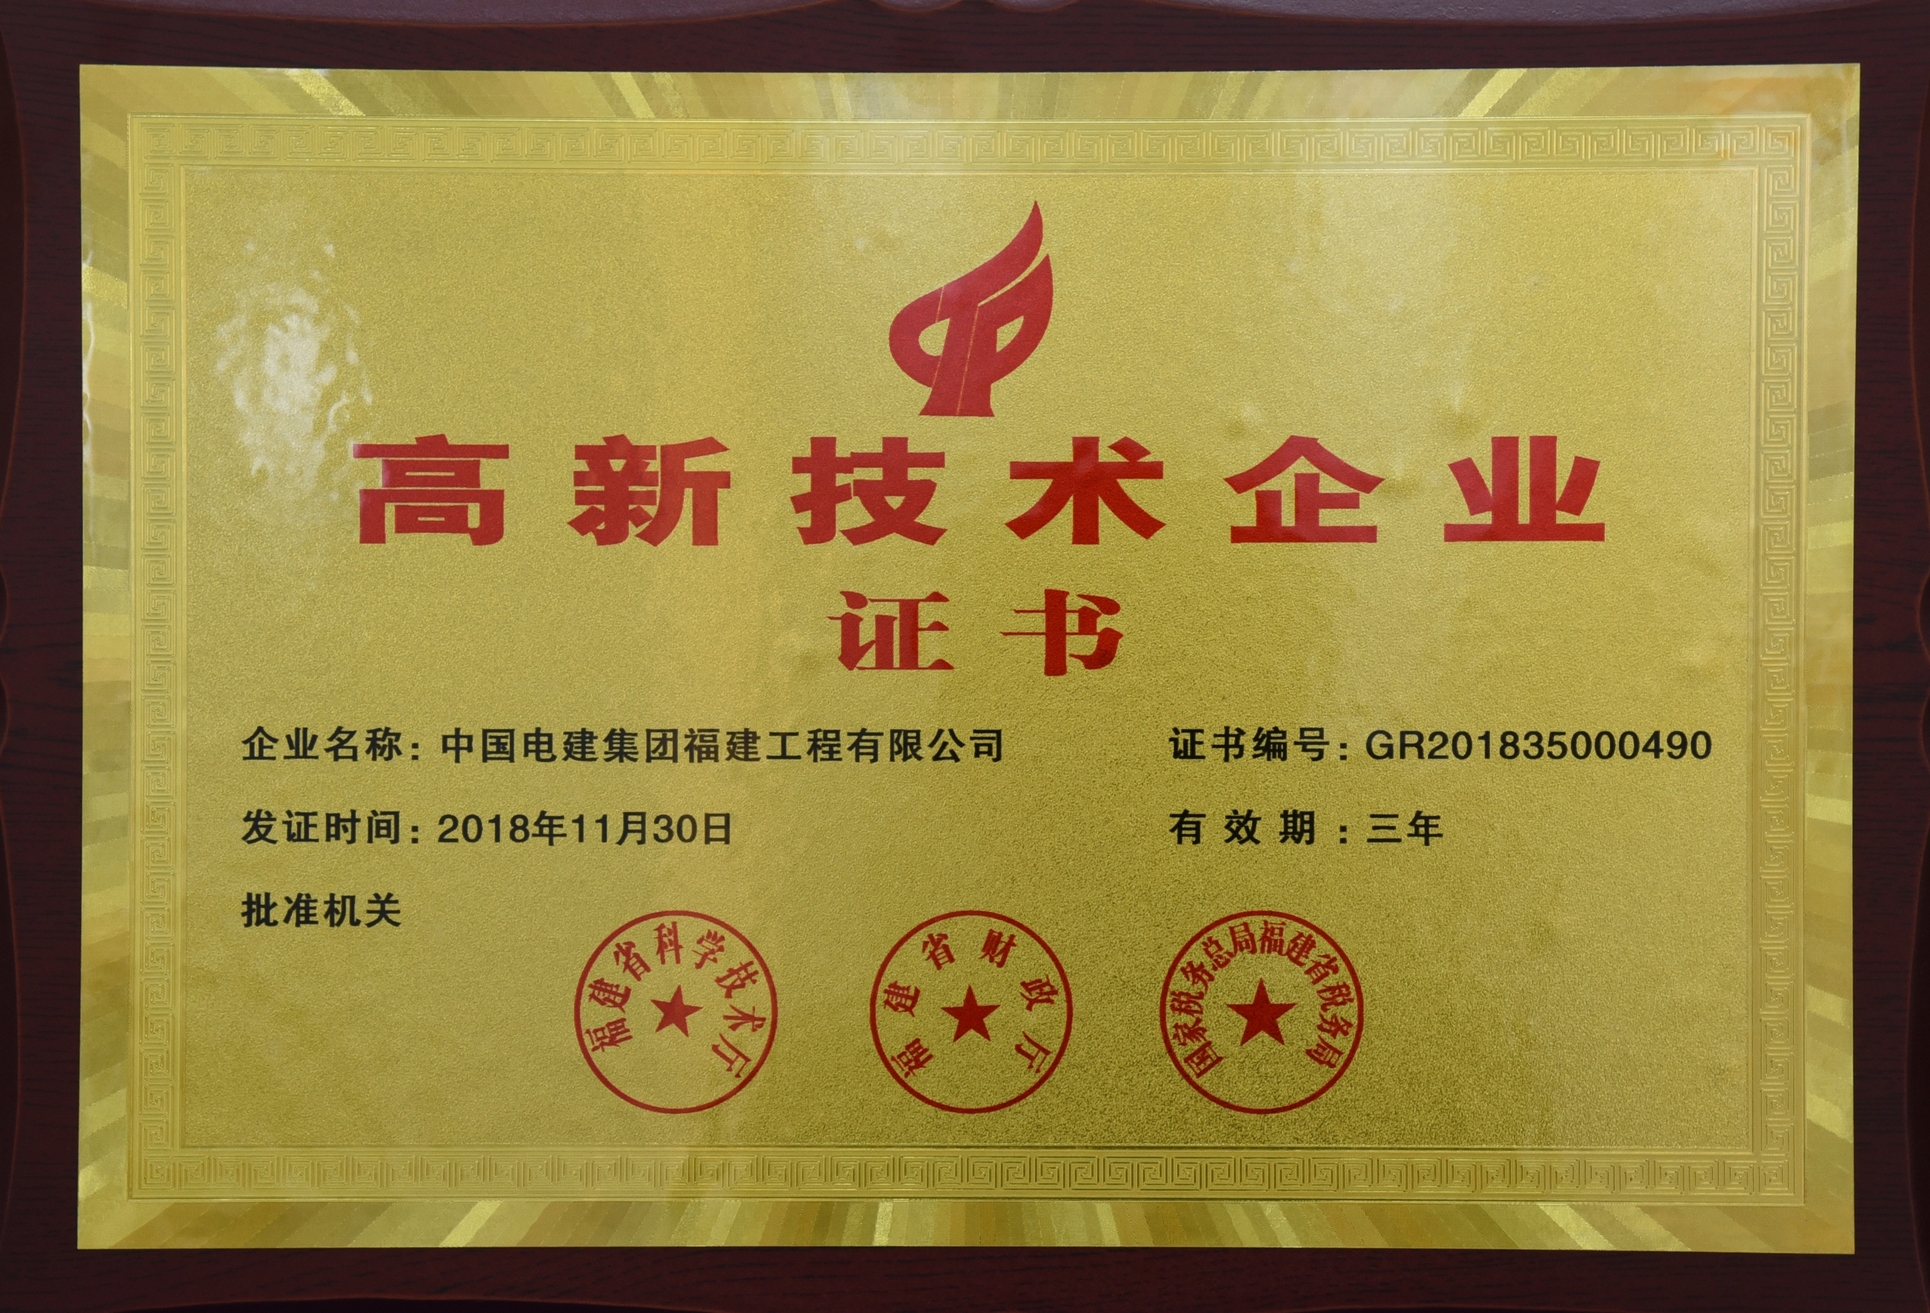 高新技术企业
证书
企业名称：中国电建集团福建工程有限公司
证书编号：GR201835000490
发证时间：2018年11月30日
有效期：三年
批准机关
福建省科学技术厅
福建省财政厅
国家税务总局福建省税务局